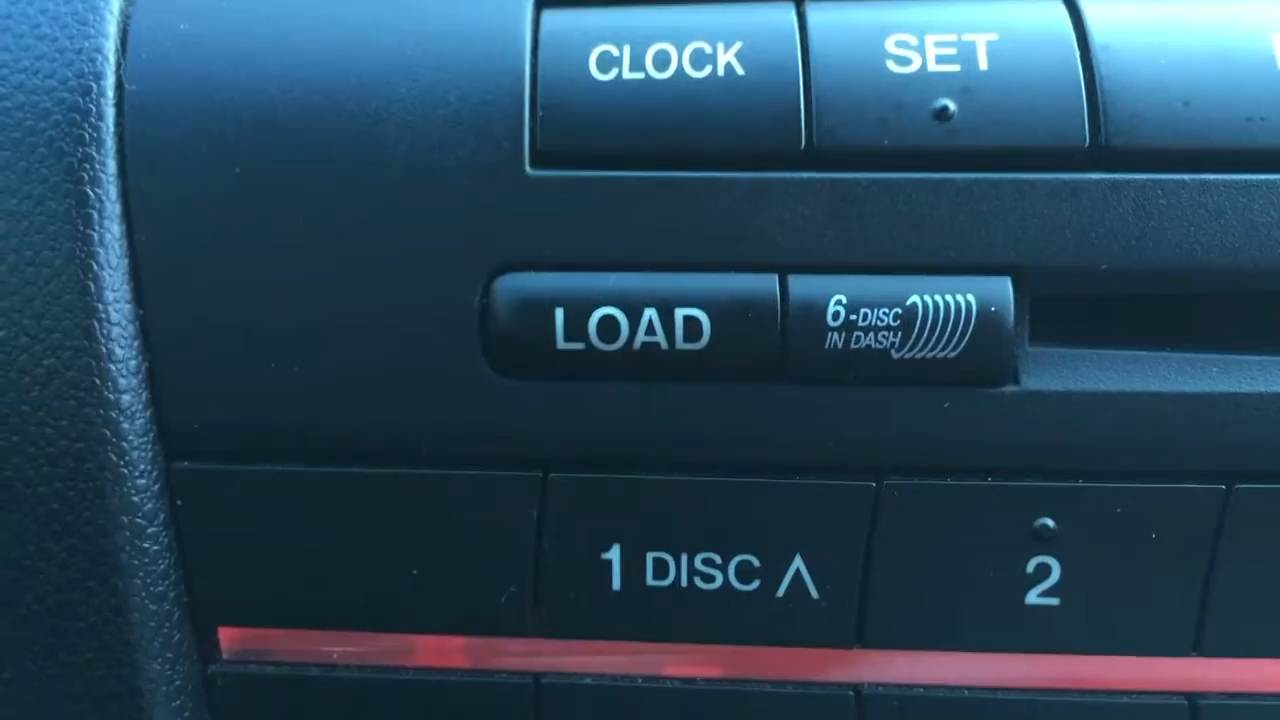 CLOCK SET
LOAD
6-DISC
IN DASH
1 DISC ∧ 2